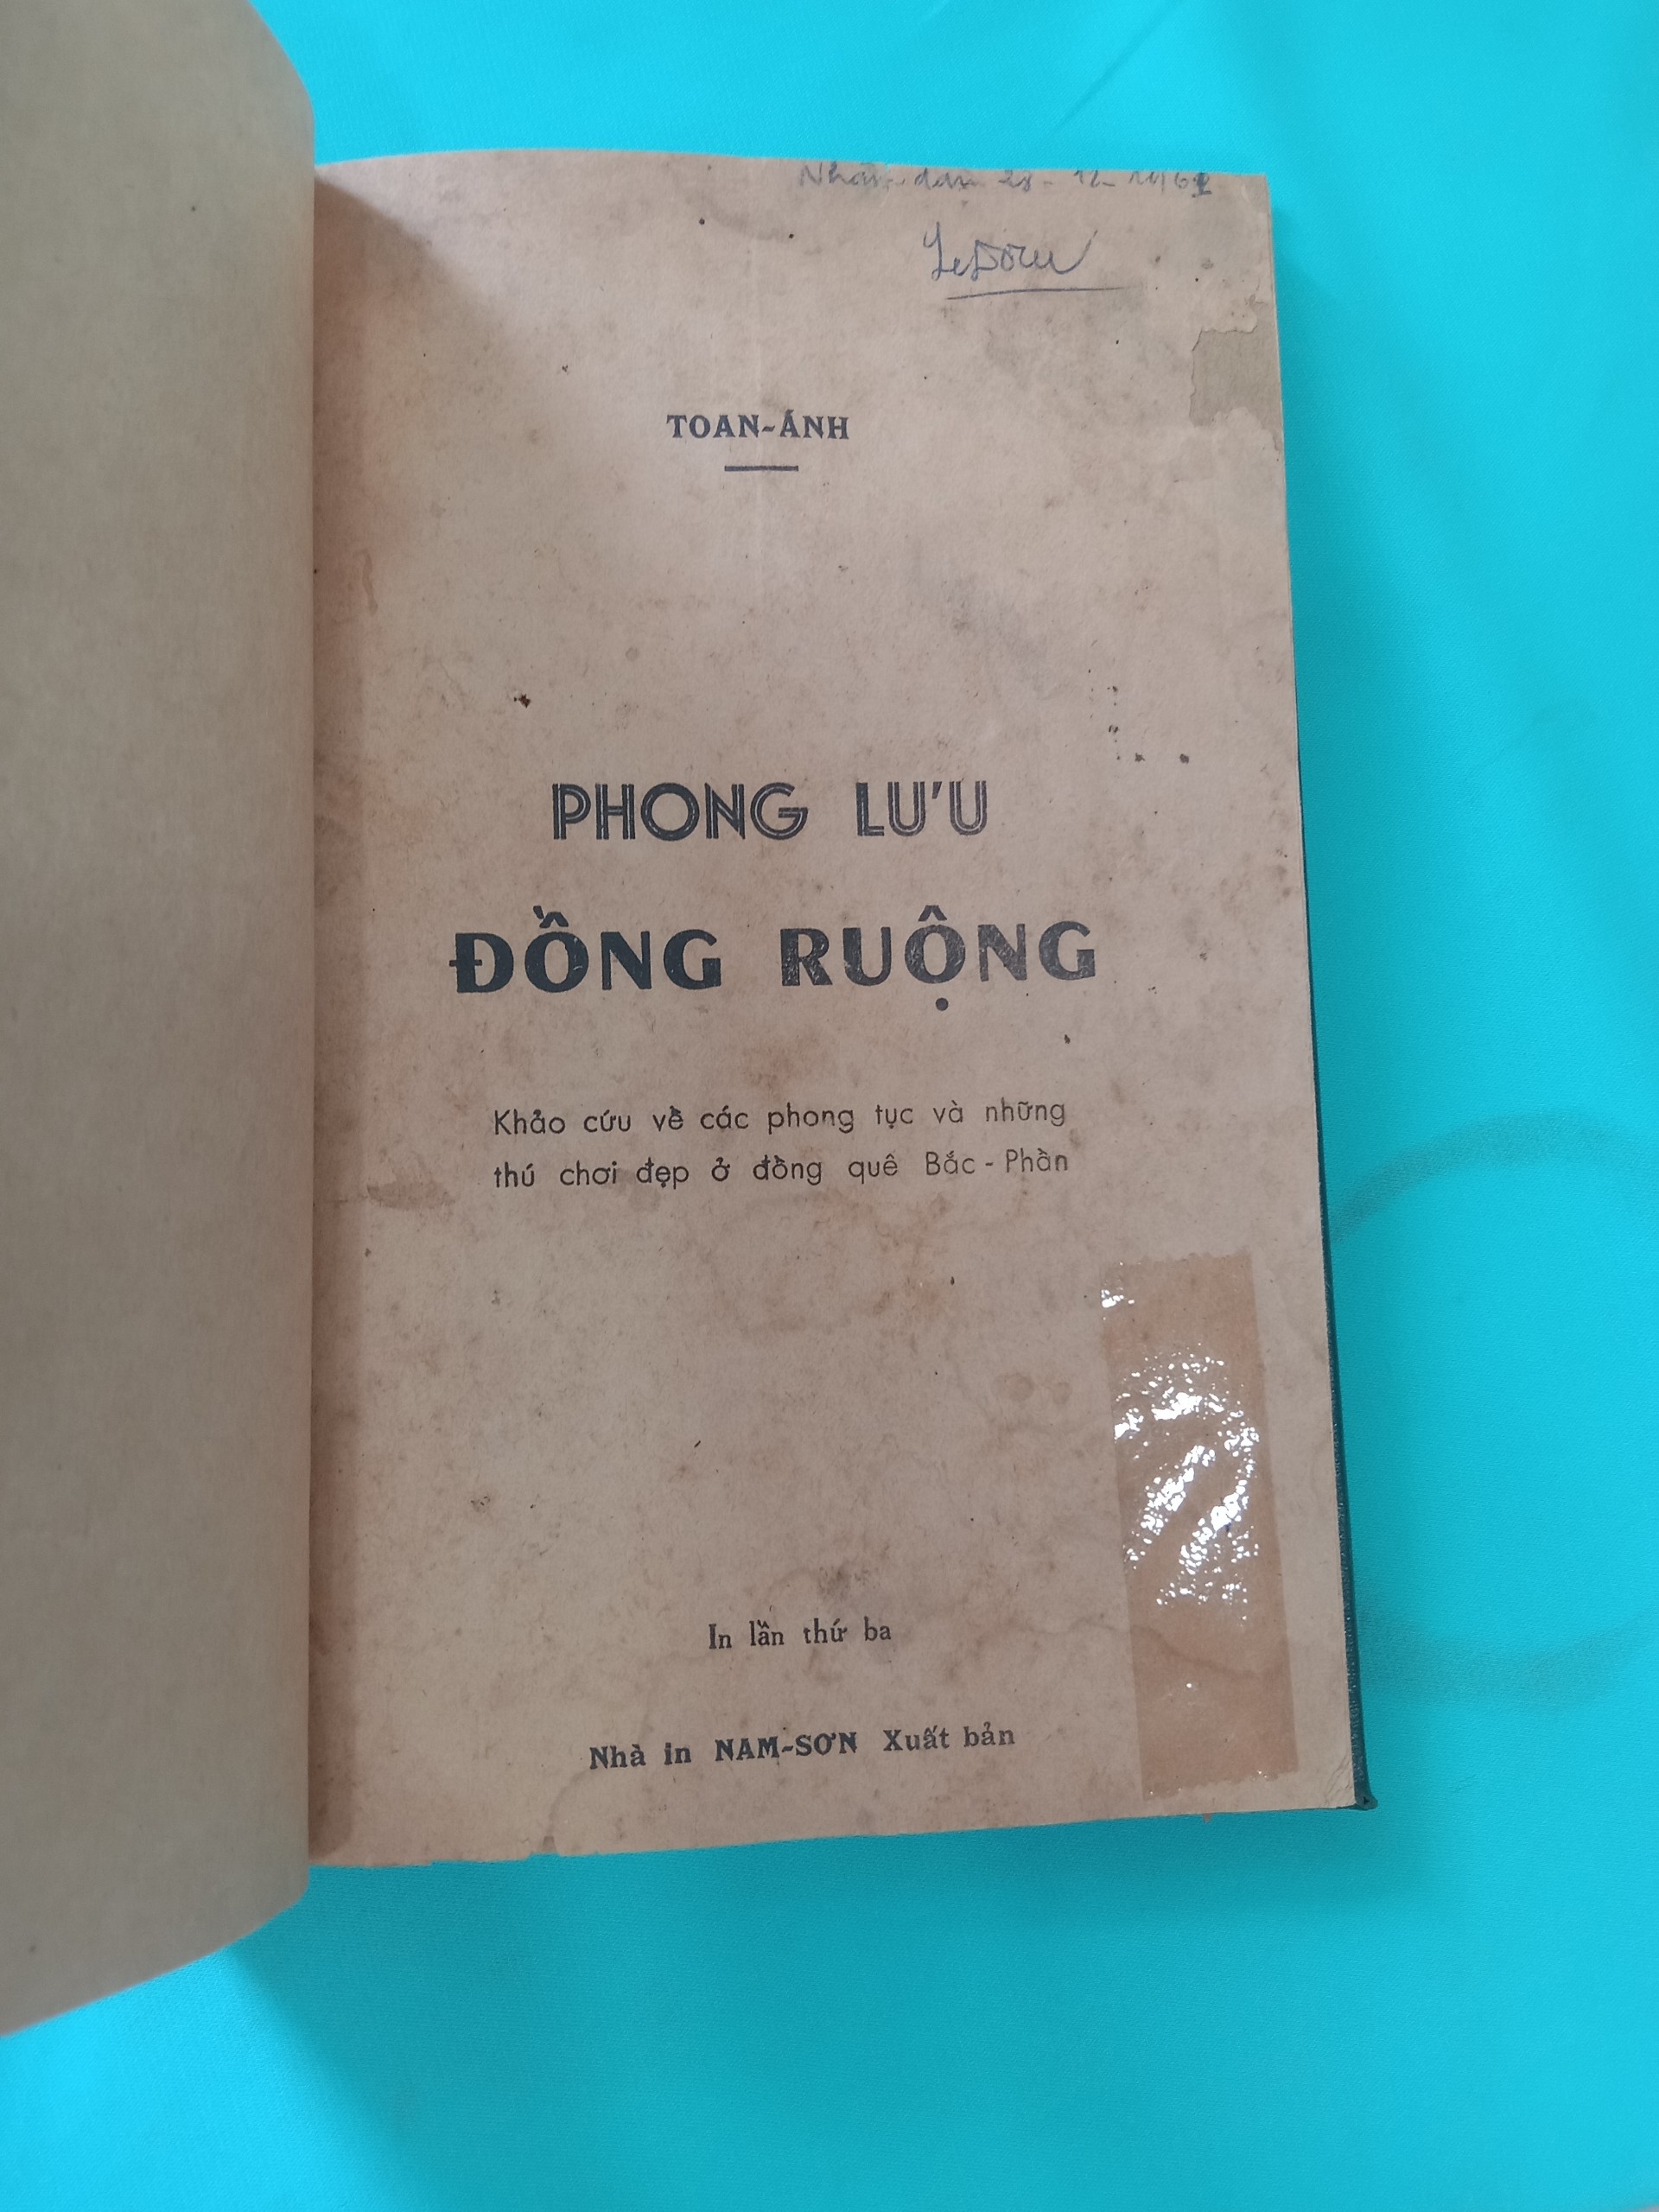 TOAN-ÁNH
PHONG LƯU
ĐỒNG RUỘNG
Khảo cứu về các phong tục và những
thú chơi đẹp ở đồng quê Bắc - Phần
In lần thứ ba
Nhà in NAM-SƠN Xuất bản